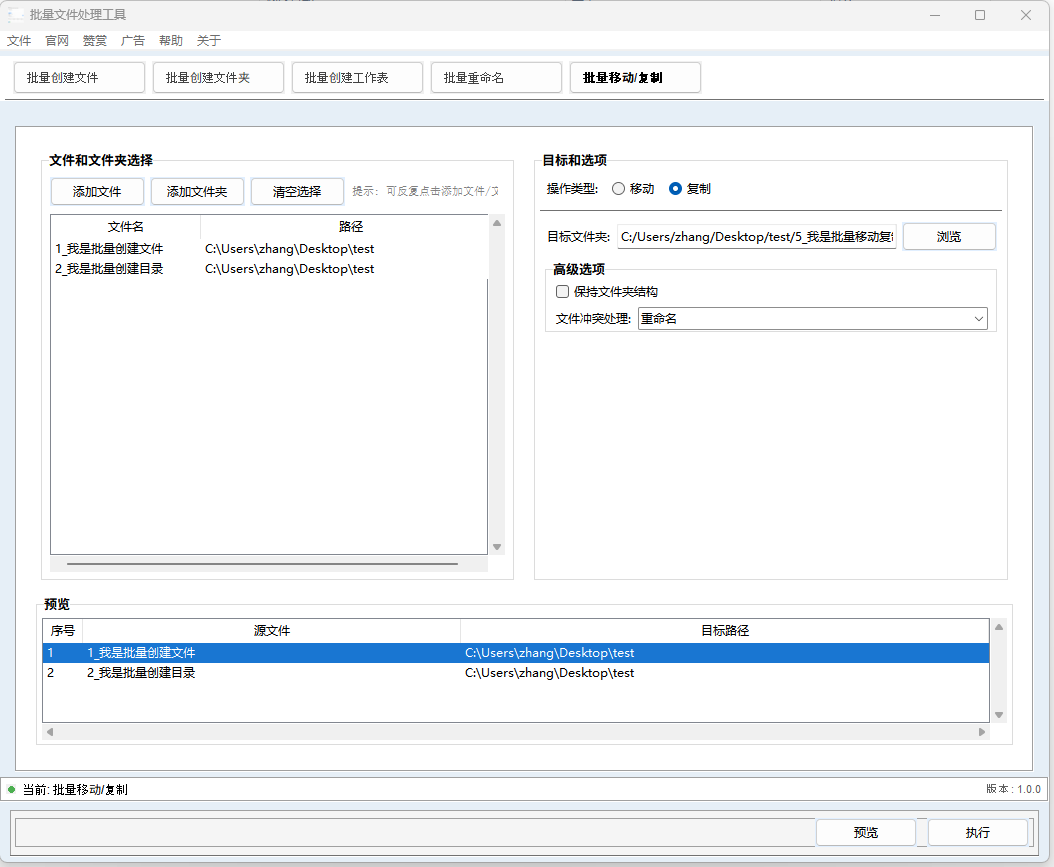 批量文件处理工具
文件 官网 赞赏 广告 帮助 关于
批量创建文件 批量创建文件夹 批量创建工作表 批量重命名 批量移动/复制
文件和文件夹选择
添加文件 添加文件夹 清空选择 提示: 可反复点击添加文件/文
文件名 路径
1_我是批量创建文件 C:\Users\zhang\Desktop\test
2_我是批量创建目录 C:\Users\zhang\Desktop\test
目标和选项
操作类型: 移动 复制
目标文件夹: C:/Users/zhang/Desktop/test/5_我是批量移动复制 浏览
高级选项
保持文件夹结构
文件冲突处理: 重命名
预览
序号 源文件 目标路径
1 1_我是批量创建文件 C:\Users\zhang\Desktop\test
2 2_我是批量创建目录 C:\Users\zhang\Desktop\test
当前: 批量移动/复制 版本 : 1.0.0
预览 执行